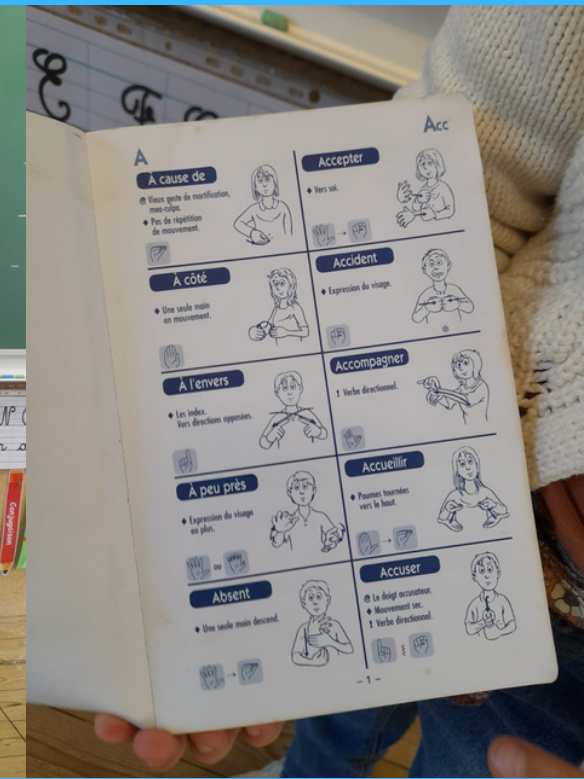 A
Acc
À cause de
@ Vieux geste de mortification,
mea-culpa.
◆ Pas de répétition
de mouvement.
À côté
◆ Une seule main
en mouvement.
À l'envers
◆ Les index.
Vers directions opposées.
À peu près
◆ Expression du visage
en plus.
ou
Absent
◆ Une seule main descend.
→
Accepter
◆ Vers soi.
→
Accident
◆ Expression du visage.
Accompagner
! Verbe directionnel.
Accueillir
◆ Paumes tournées
vers le haut.
→
Accuser
@ Le doigt accusateur.
◆ Mouvement sec.
! Verbe directionnel.
- 1 -
Conjugaison